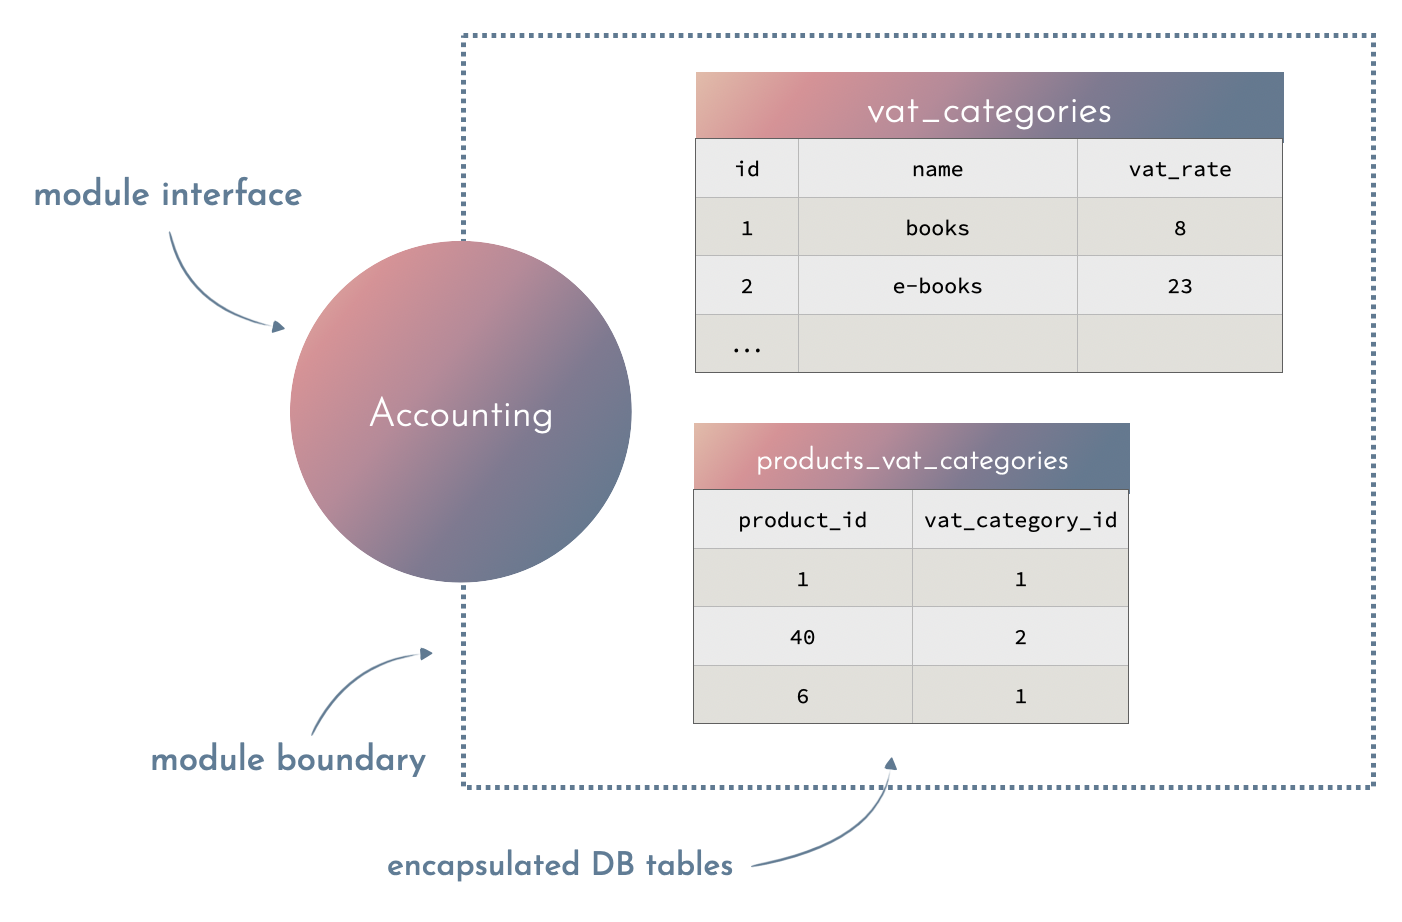 vat_categories
id name vat_rate
1 books 8
2 e-books 23
...
module interface
Accounting
products_vat_categories
product_id vat_category_id
1 1
40 2
6 1
module boundary
encapsulated DB tables